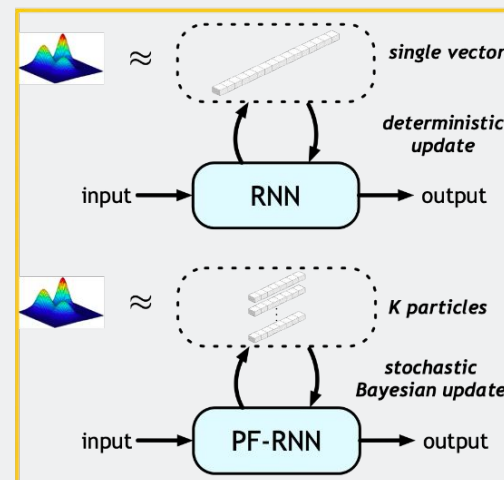 ≈
single vector
deterministic
update
input RNN output
≈
K particles
stochastic
Bayesian update
input PF-RNN output